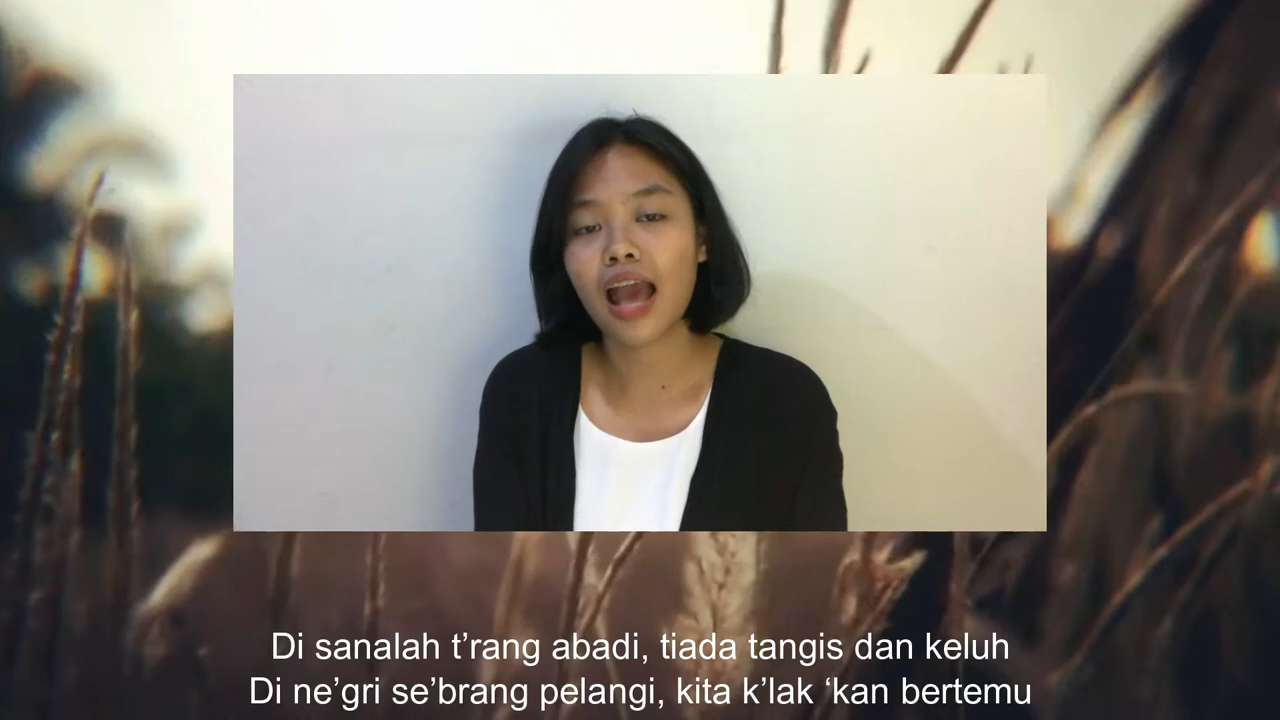 Di sanalah t’rang abadi, tiada tangis dan keluh
Di ne’gri se’brang pelangi, kita k’lak ‘kan bertemu